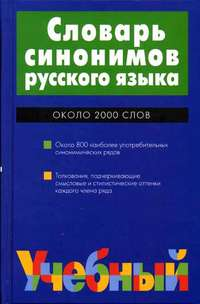 Словарь
синонимов
русского языка
ОКОЛО 2000 СЛОВ
Около 800 наиболее употребительных
синонимических рядов
Толкования, подчеркивающие
смысловые и стилистические оттенки
каждого члена ряда
Учебный